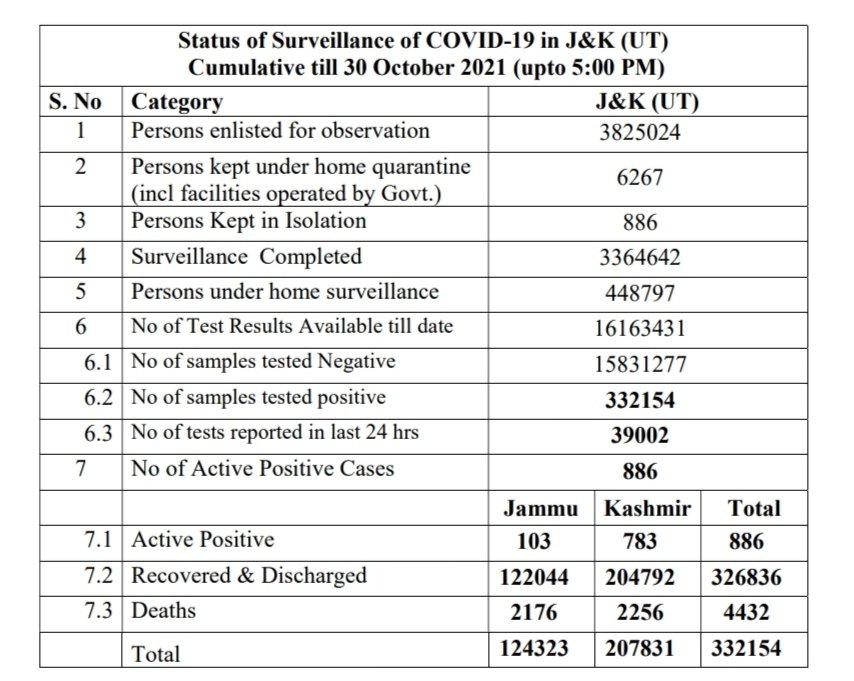 Status of Surveillance of COVID-19 in J&K (UT)
Cumulative till 30 October 2021 (upto 5:00 PM)
S. No Category J&K (UT)
1 Persons enlisted for observation 3825024
2 Persons kept under home quarantine
(incl facilities operated by Govt.) 6267
3 Persons Kept in Isolation 886
4 Surveillance Completed 3364642
5 Persons under home surveillance 448797
6 No of Test Results Available till date 16163431
6.1 No of samples tested Negative 15831277
6.2 No of samples tested positive 332154
6.3 No of tests reported in last 24 hrs 39002
7 No of Active Positive Cases 886
Jammu Kashmir Total
7.1 Active Positive 103 783 886
7.2 Recovered & Discharged 122044 204792 326836
7.3 Deaths 2176 2256 4432
Total 124323 207831 332154